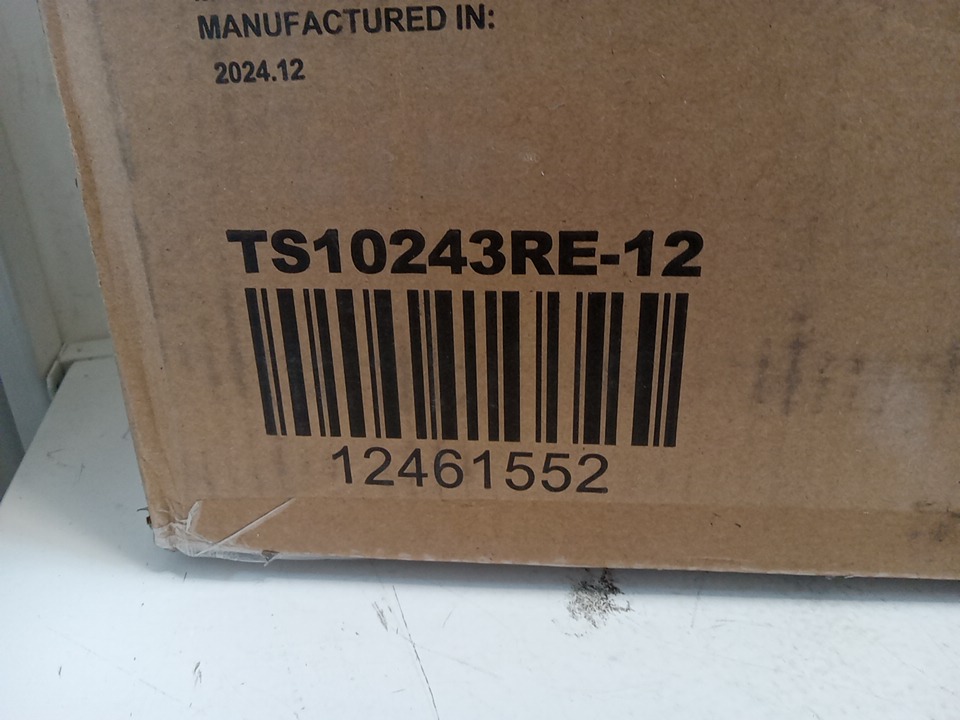 MANUFACTURED IN:
2024.12
TS10243RE-12
12461552